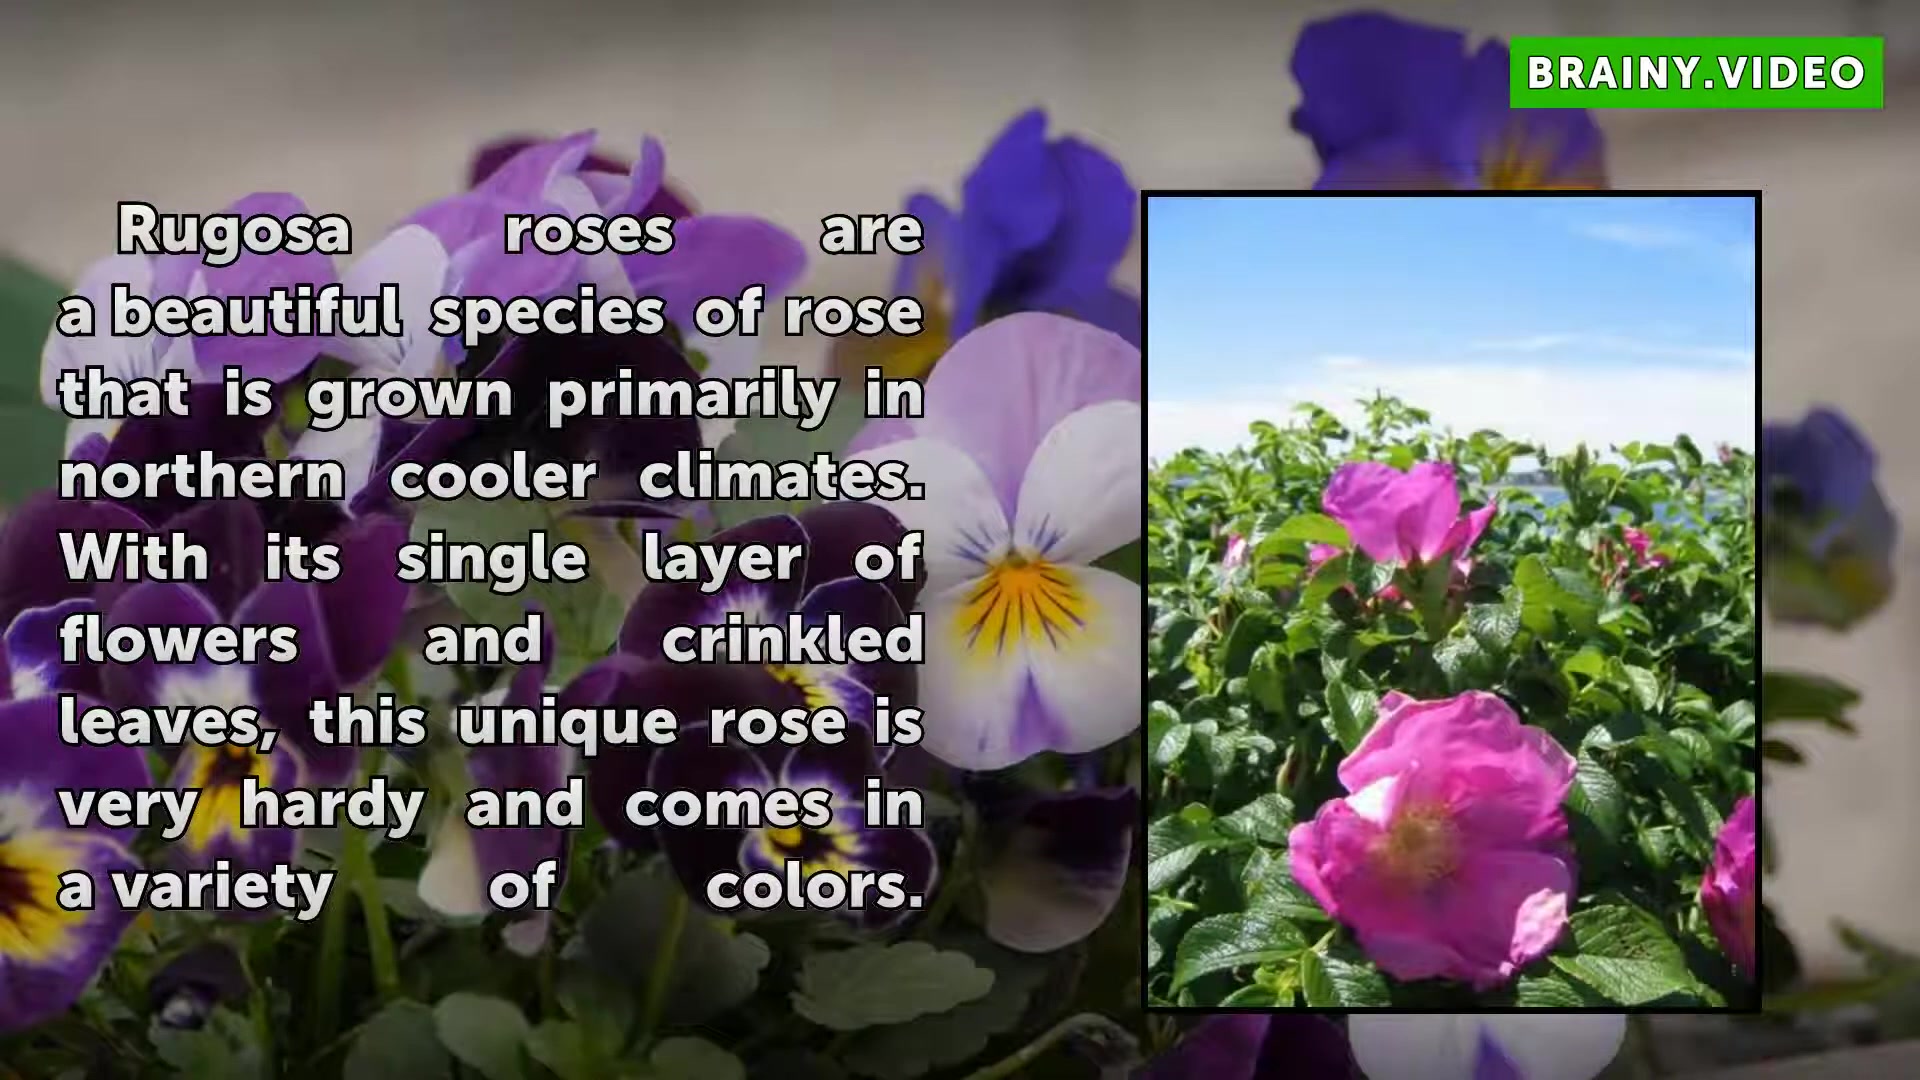 BRAINY.VIDEO
Rugosa roses are
a beautiful species of rose
that is grown primarily in
northern cooler climates.
With its single layer of
flowers and crinkled
leaves, this unique rose is
very hardy and comes in
a variety of colors.